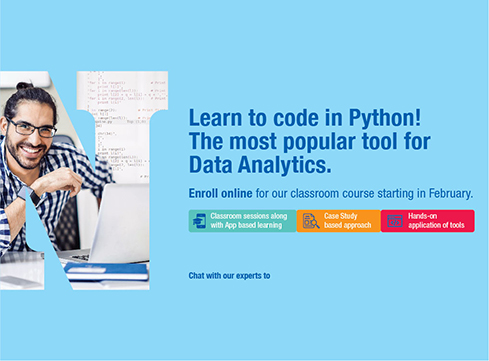 Learn to code in Python!
The most popular tool for
Data Analytics.
Enroll online for our classroom course starting in February.
Classroom sessions along
with App based learning
Case Study
based approach
Hands-on
application of tools
Chat with our experts to